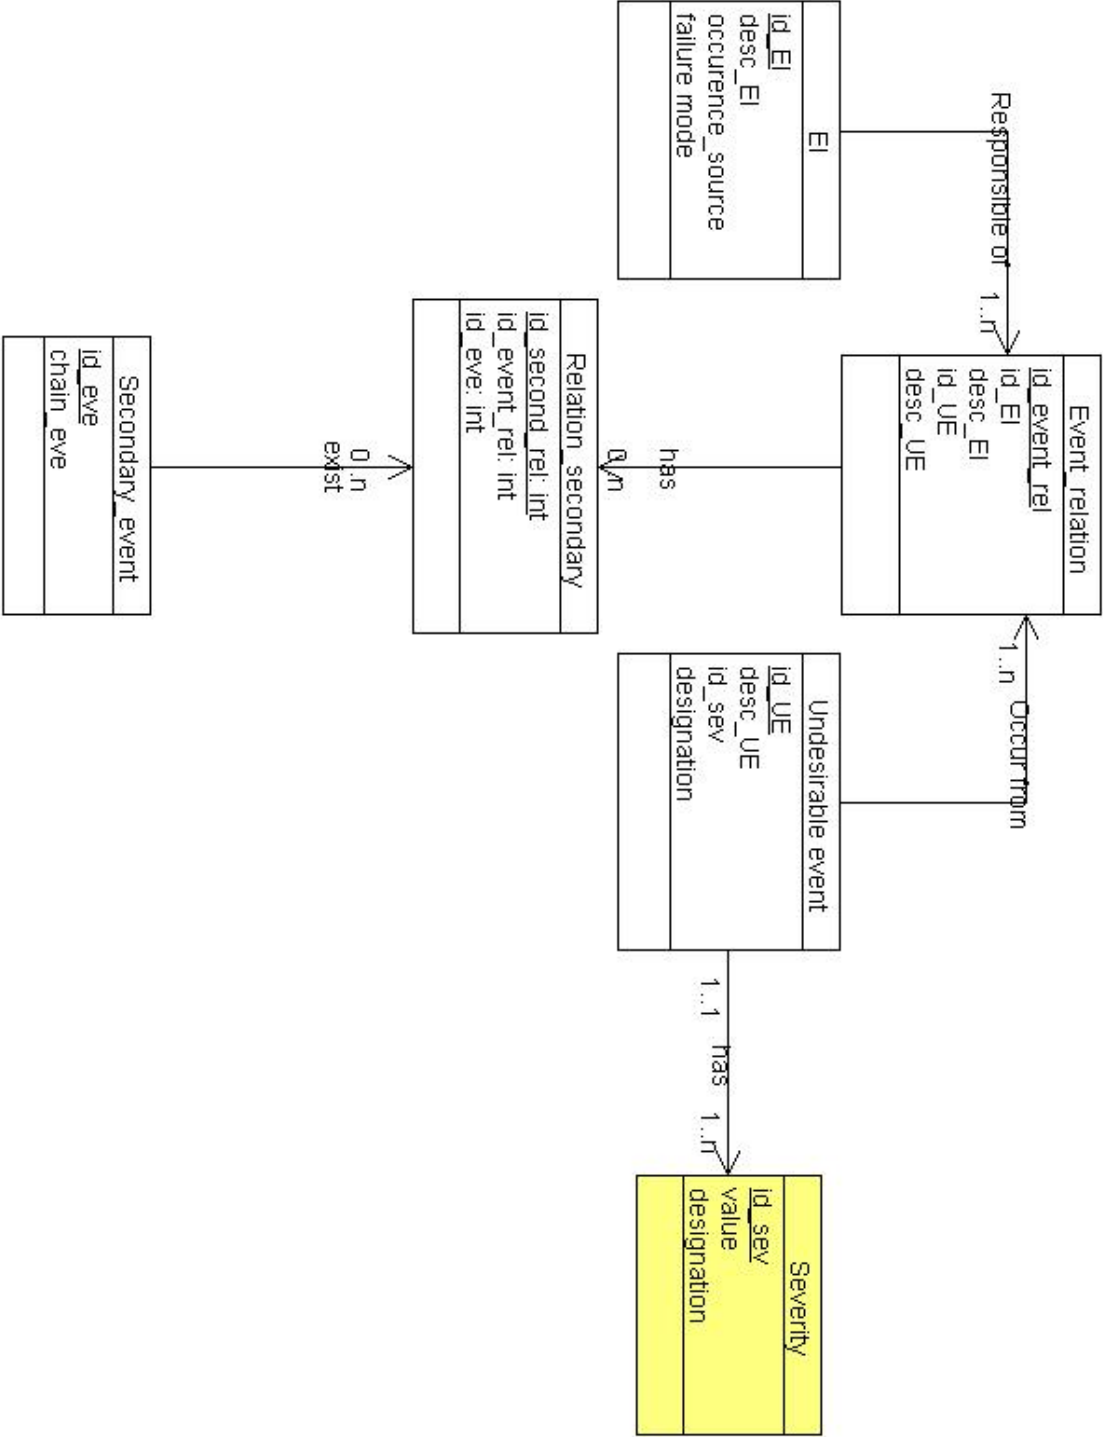 Event_relation
id_event_rel
id_EI
desc_EI
id_UE
desc_UE
Responsible of
1..n
1..n
Occur from
EI
id_EI
desc_EI
occurence_source
failure mode
has
0..n
Undesirable event
id_UE
desc_UE
id_sev
designation
1..1
has
1..n
Severity
id_sev
value
designation
Relation_secondary
id_second_rel: int
id_event_rel: int
id_eve: int
0..n
exist
Secondary_event
id_eve
chain_eve